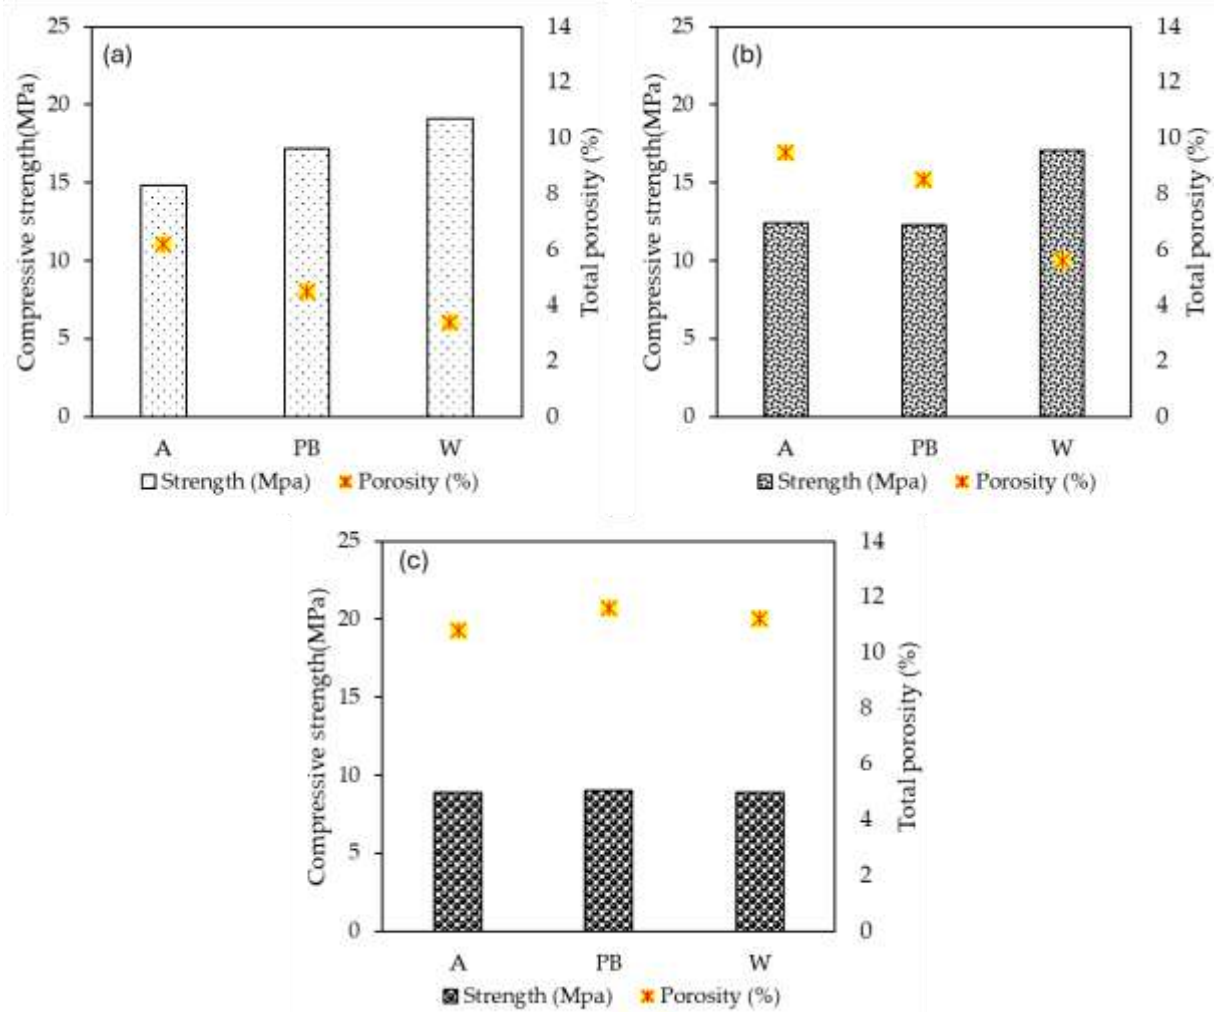 (a)
Compressive strength(MPa)
25
20
15
10
5
0
14
12
10
8
6
4
2
0
Total porosity (%)
A PB W
Strength (Mpa) Porosity (%)
(b)
Compressive strength(MPa)
25
20
15
10
5
0
14
12
10
8
6
4
2
0
Total porosity (%)
A PB W
Strength (Mpa) Porosity (%)
(c)
Compressive strength(MPa)
25
20
15
10
5
0
14
12
10
8
6
4
2
0
Total porosity (%)
A PB W
Strength (Mpa) Porosity (%)